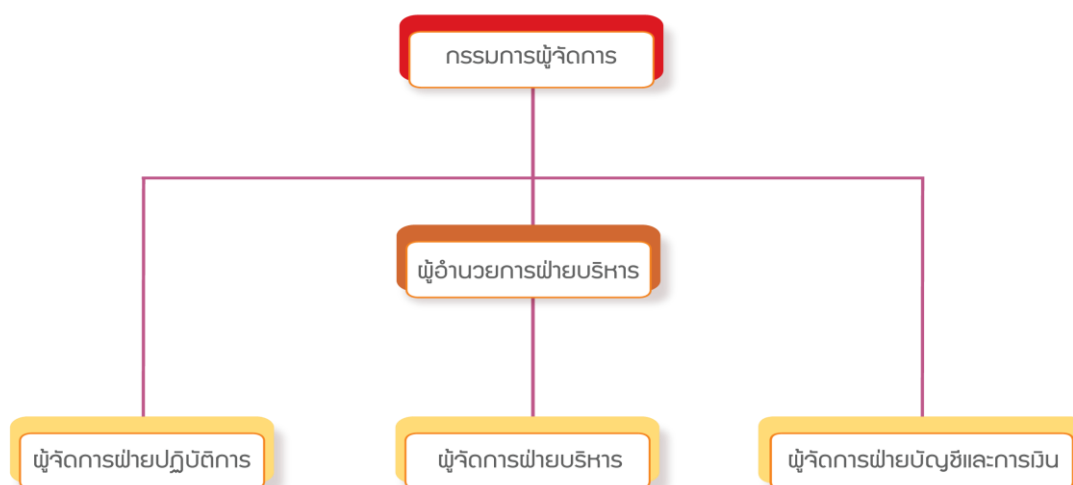 กรรมการผู้จัดการ
ผู้อำนวยการฝ่ายบริหาร
ผู้จัดการฝ่ายปฏิบัติการ
ผู้จัดการฝ่ายบริหาร
ผู้จัดการฝ่ายบัญชีและการเงิน